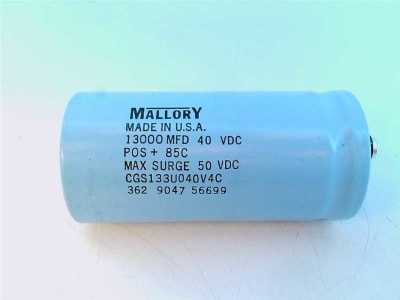 MALLORY
MADE IN U.S.A.
13000 MFD 40 VDC
POS + 85C
MAX SURGE 50 VDC
CGS133U040V4C
362 9047 56699